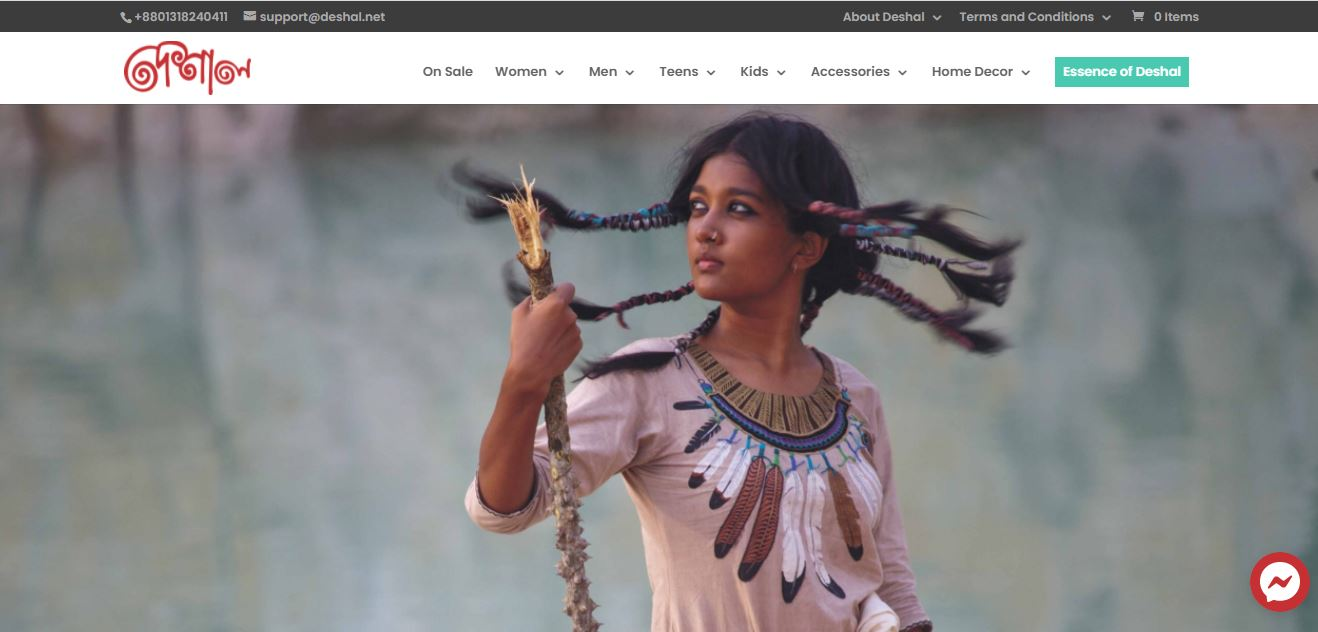 +8801318240411 support@deshal.net About Deshal Terms and Conditions 0 Items
দেশাল On Sale Women Men Teens Kids Accessories Home Decor Essence of Deshal